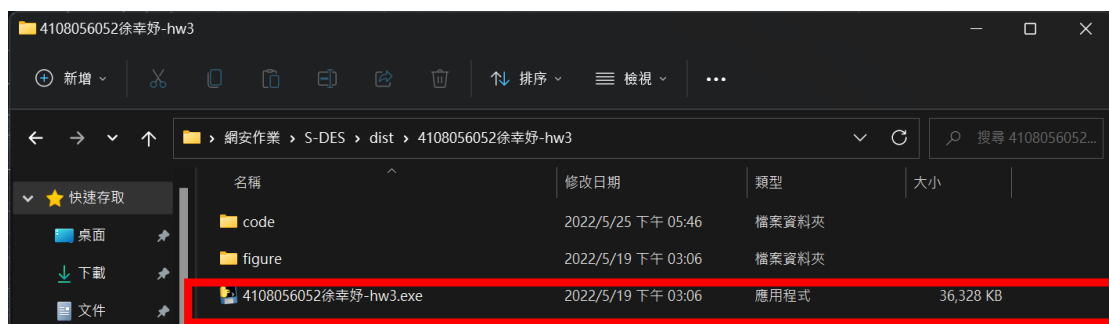 4108056052徐幸妤-hw3
新增 排序 檢視
網安作業 › S-DES › dist › 4108056052徐幸妤-hw3 搜尋 4108056052...
名稱 修改日期 類型 大小
快速存取
code 2022/5/25 下午 05:46 檔案資料夾
桌面
figure 2022/5/19 下午 03:06 檔案資料夾
下載
4108056052徐幸妤-hw3.exe 2022/5/19 下午 03:06 應用程式 36,328 KB
文件